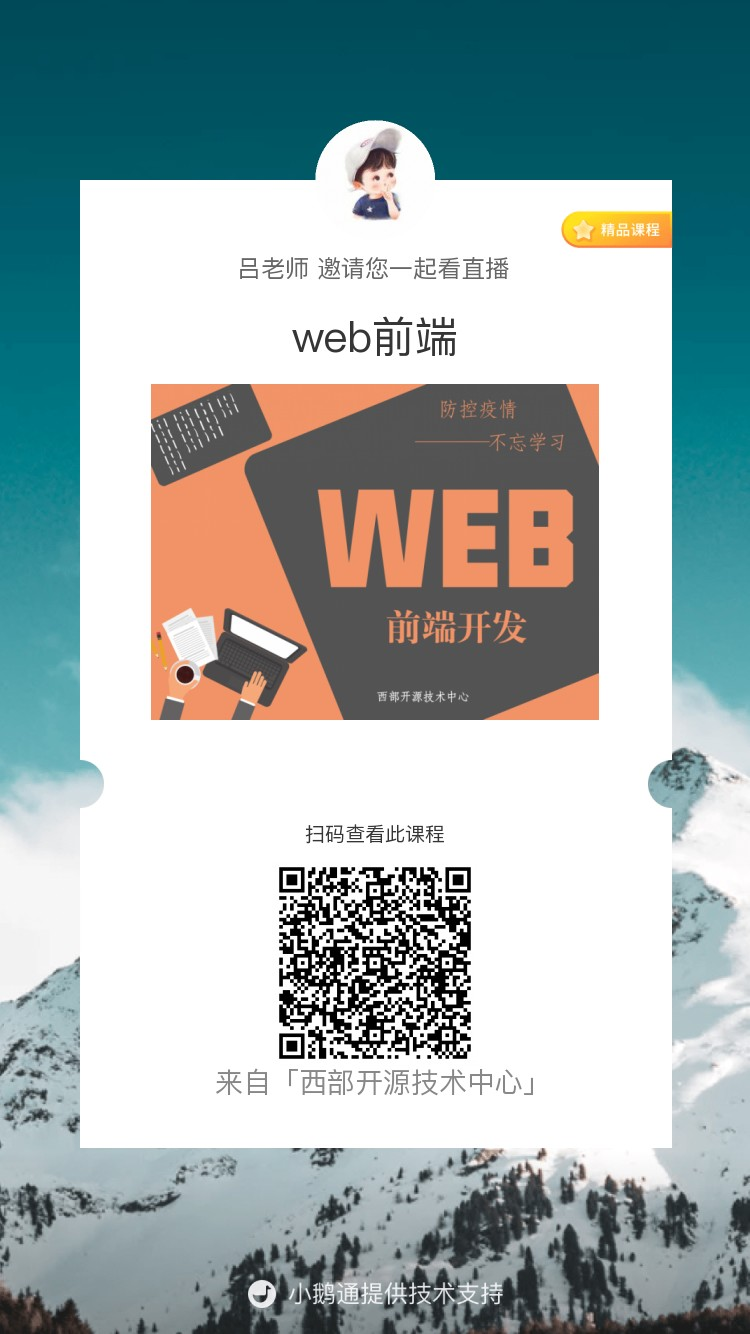 精品课程
吕老师 邀请您一起看直播
web前端
防控疫情
————不忘学习
WEB
前端开发
西部开源技术中心
扫码查看此课程
来自「西部开源技术中心」
小鹅通提供技术支持